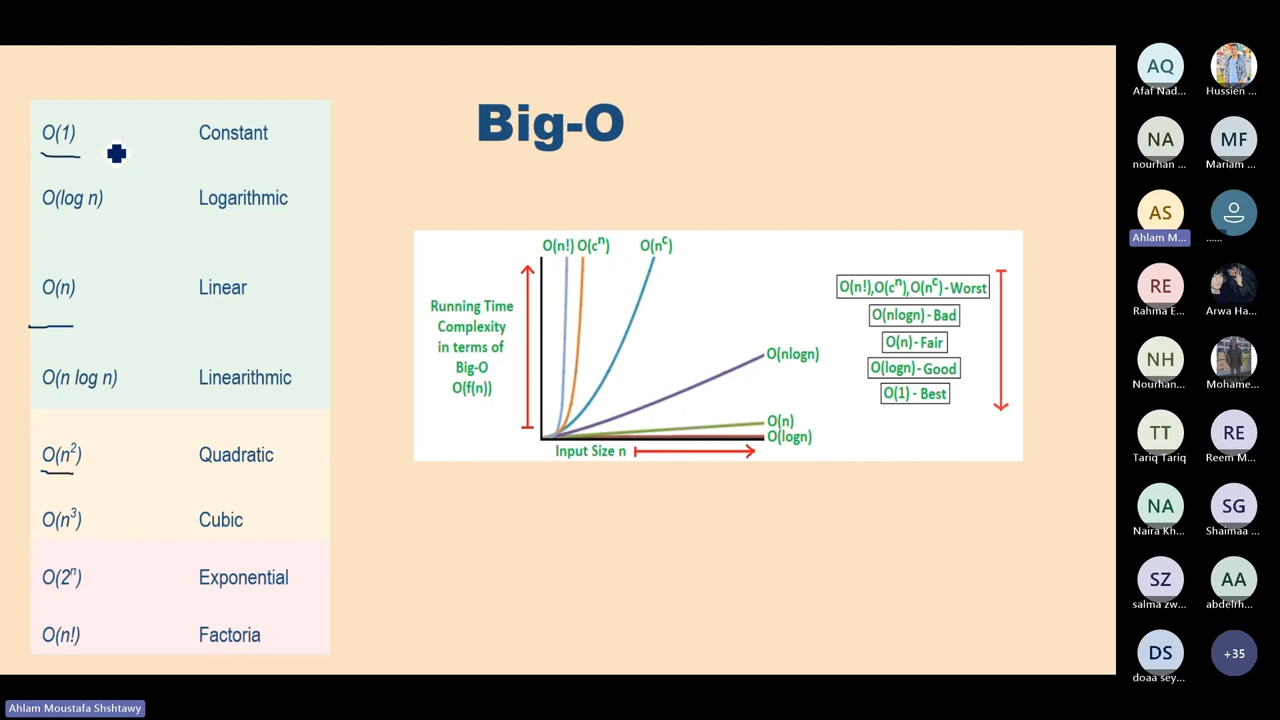 Big-O
O(1) Constant
O(log n) Logarithmic
O(n) Linear
O(n log n) Linearithmic
O(n²) Quadratic
O(n³) Cubic
O(2ⁿ) Exponential
O(n!) Factoria
O(n!) O(cⁿ) O(nᶜ)
Running Time
Complexity
in terms of
Big-O
O(f(n))
O(nlogn)
O(n)
O(logn)
Input Size n
O(n!),O(cⁿ),O(nᶜ)-Worst
O(nlogn)-Bad
O(n)-Fair
O(logn)-Good
O(1)-Best
AQ
Afaf Nad...
Hussien ...
NA
nourhan ...
MF
Mariam ...
AS
Ahlam M...
......
RE
Rahma E...
Arwa Ha...
NH
Nourhan...
Mohame...
TT
Tariq Tariq
RE
Reem M...
NA
Naira Kh...
SG
Shaimaa ...
SZ
salma zw...
AA
abdelrh...
DS
doaa sey...
+35
Ahlam Moustafa Shshtawy